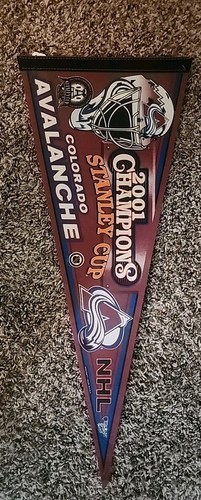 2001
CHAMPIONS
STANLEY CUP
COLORADO
AVALANCHE
NHL